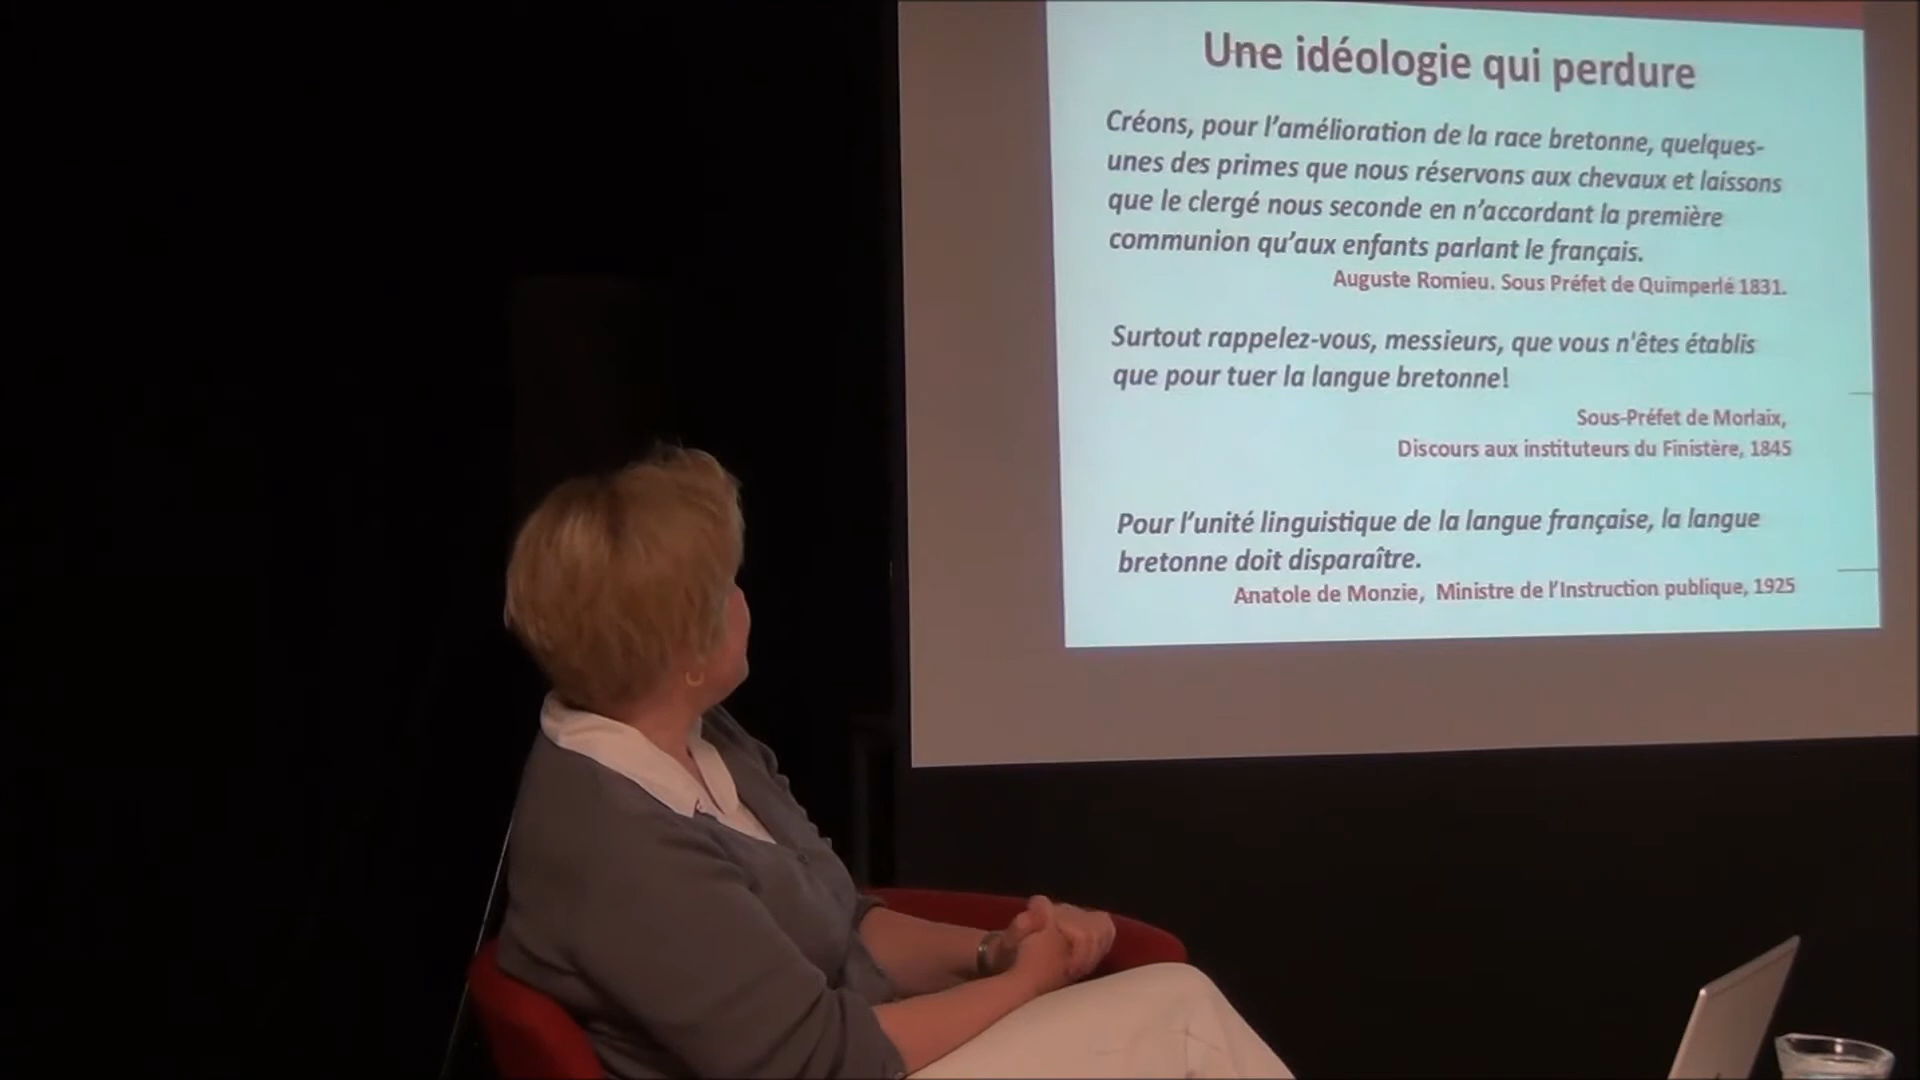 Une idéologie qui perdure
Créons, pour l’amélioration de la race bretonne, quelques-
unes des primes que nous réservons aux chevaux et laissons
que le clergé nous seconde en n’accordant la première
communion qu’aux enfants parlant le français.
Auguste Romieu. Sous Préfet de Quimperlé 1831.
Surtout rappelez-vous, messieurs, que vous n'êtes établis
que pour tuer la langue bretonne!
Sous-Préfet de Morlaix,
Discours aux instituteurs du Finistère, 1845
Pour l’unité linguistique de la langue française, la langue
bretonne doit disparaître.
Anatole de Monzie, Ministre de l’Instruction publique, 1925